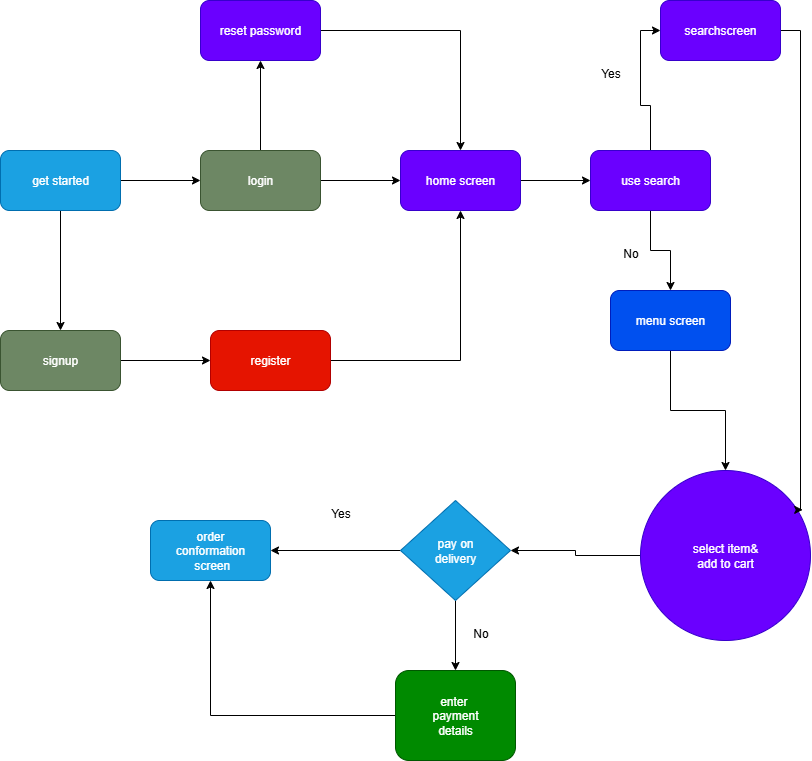 reset password
searchscreen
Yes
get started
login
home screen
use search
No
menu screen
signup
register
Yes
order
conformation
screen
pay on
delivery
select item&
add to cart
No
enter
payment
details